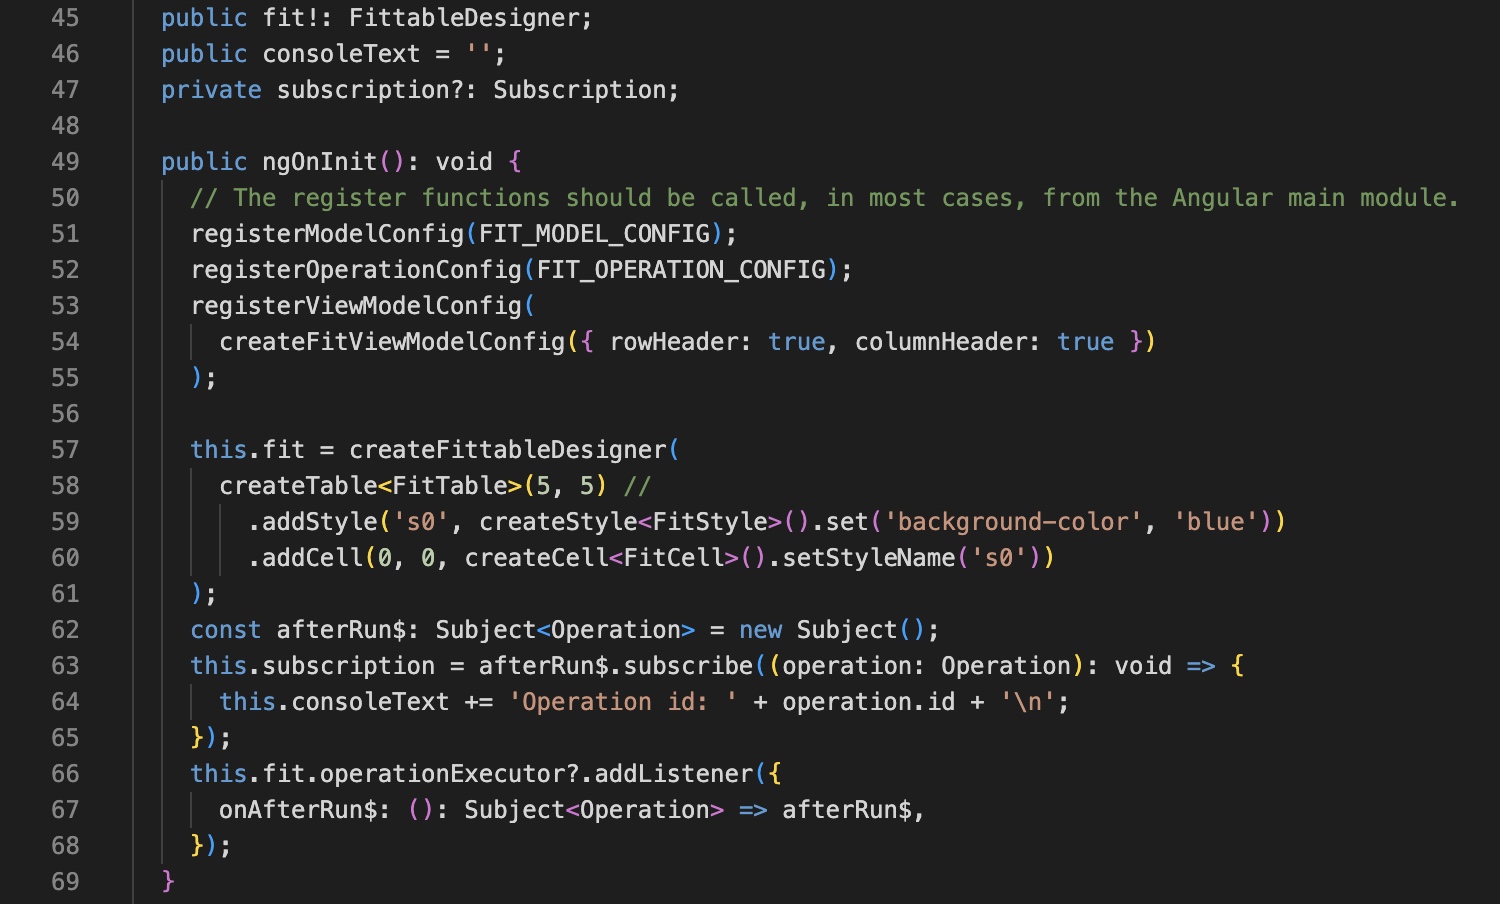 45 public fit!: FittableDesigner;
46 public consoleText = '';
47 private subscription?: Subscription;
48
49 public ngOnInit(): void {
50 // The register functions should be called, in most cases, from the Angular main module.
51 registerModelConfig(FIT_MODEL_CONFIG);
52 registerOperationConfig(FIT_OPERATION_CONFIG);
53 registerViewModelConfig(
54 createFitViewModelConfig({ rowHeader: true, columnHeader: true })
55 );
56
57 this.fit = createFittableDesigner(
58 createTable<FitTable>(5, 5) //
59 .addStyle('s0', createStyle<FitStyle>().set('background-color', 'blue'))
60 .addCell(0, 0, createCell<FitCell>().setStyleName('s0'))
61 );
62 const afterRun$: Subject<Operation> = new Subject();
63 this.subscription = afterRun$.subscribe((operation: Operation): void => {
64 this.consoleText += 'Operation id: ' + operation.id + '\n';
65 });
66 this.fit.operationExecutor?.addListener({
67 onAfterRun$: (): Subject<Operation> => afterRun$,
68 });
69 }